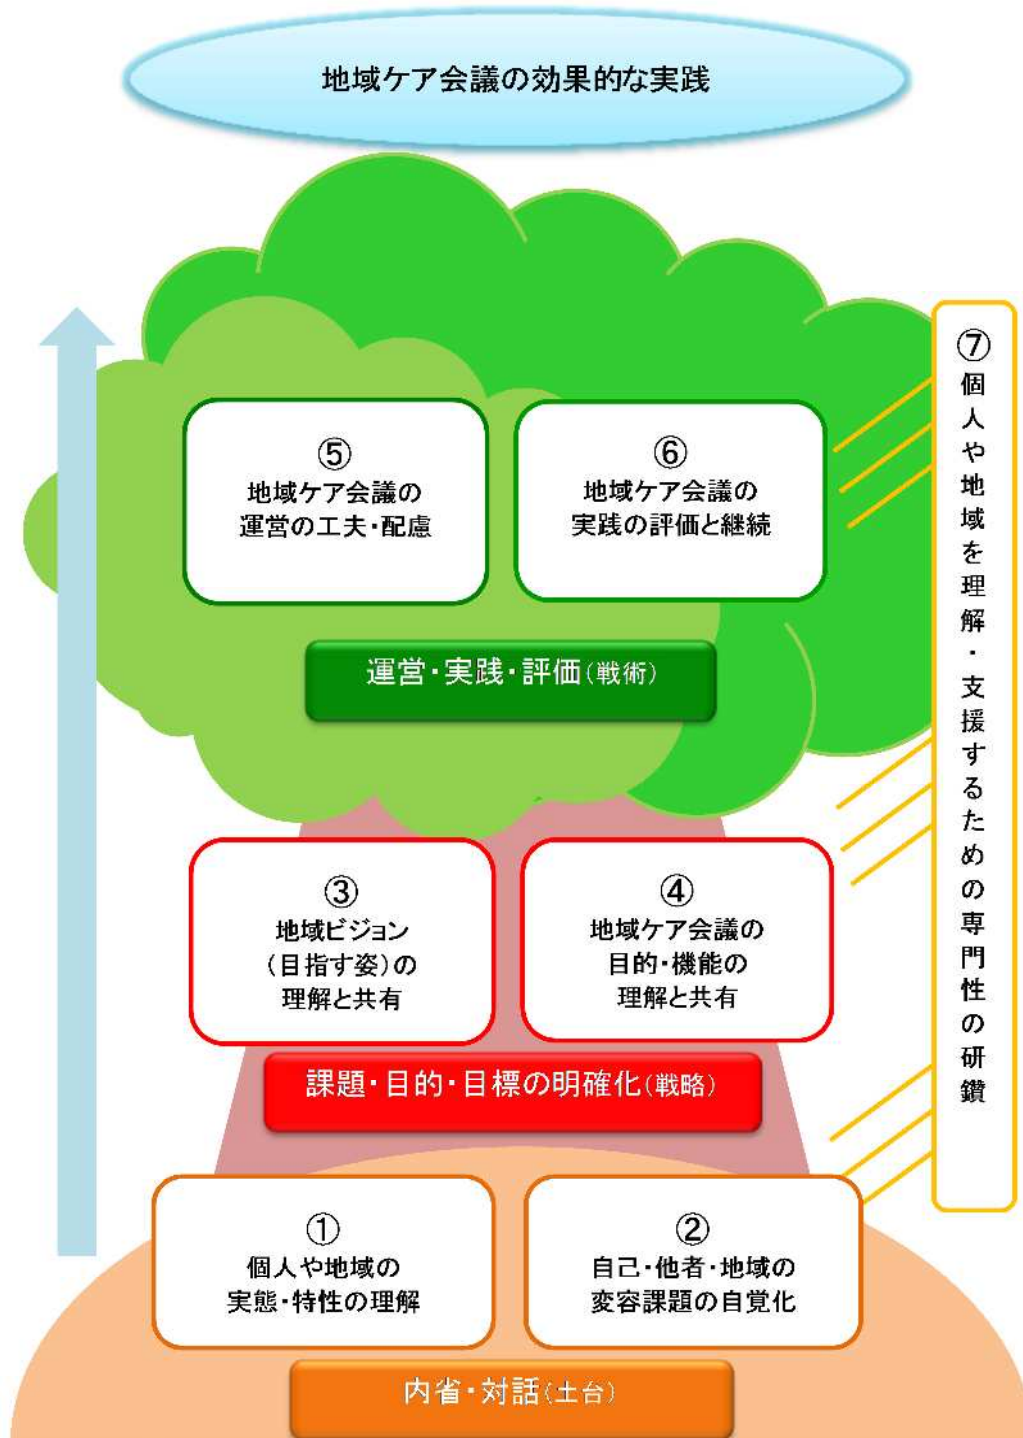 地域ケア会議の効果的な実践
⑤
地域ケア会議の
運営の工夫・配慮
⑥
地域ケア会議の
実践の評価と継続
運営・実践・評価(戦術)
③
地域ビジョン
(目指す姿)の
理解と共有
④
地域ケア会議の
目的・機能の
理解と共有
課題・目的・目標の明確化(戦略)
①
個人や地域の
実態・特性の理解
②
自己・他者・地域の
変容課題の自覚化
内省・対話(土台)
⑦個人や地域を理解・支援するための専門性の研鑽